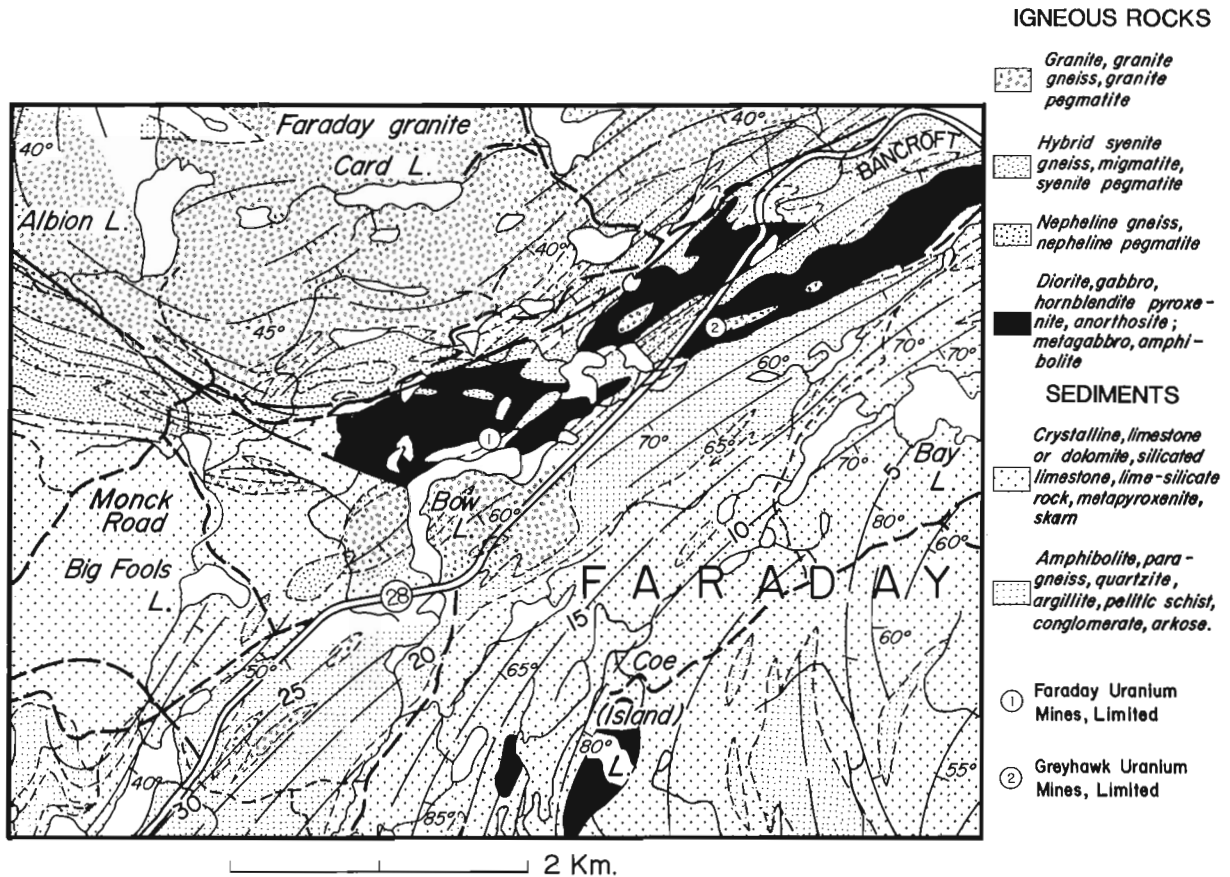 IGNEOUS ROCKS
Granite, granite
gneiss, granite
pegmatite
Hybrid syenite
gneiss, migmatite,
syenile pegmatite
Nepheline gneiss,
nepheline pegmatite
Diorite, gabbro,
hornblendite pyroxe-
nite, anorthosite;
metagabbro, amphi-
bolite
SEDIMENTS
Crystalline, limestone
or dolomite, silicated
limestone, lime-silicate
rock, metapyroxenite,
skarn
Amphibolite, para-
gneiss, quartzite,
argillite, pelitic schist,
conglomerate, arkose.
1 Faraday Uranium
Mines, Limited
2 Greyhawk Uranium
Mines, Limited
Faraday granite
40°
40°
BANCROFT
Card L.
Albion L.
40°
45°
2
60°
70°
70°
1
70°
65°
70°
5
Bay
L
Monck
Road
Bow
L.
60°
10
80°
60°
Big Fools
L.
28
FARADAY
15
60°
20
50°
25
65°
Coe
(Island)
80°
L
40°
30
85°
55°
2 Km.